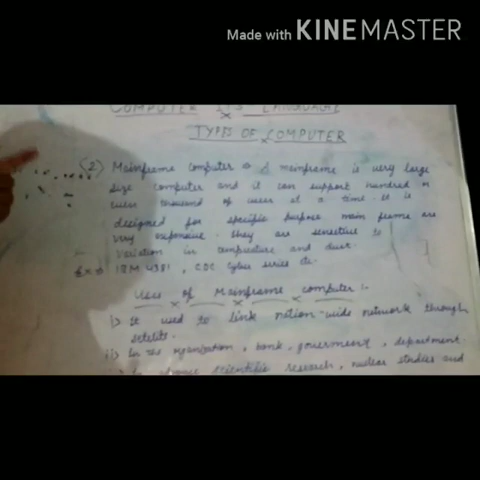 Made with KINEMASTER
COMPUTER ITS LANGUAGE
TYPES OF COMPUTER
(2) Mainframe computer → A mainframe is very large
size computer and it can support hundred or
even thousand of users at a time. It is
designed for specific purpose main frame are
very expensive. they are sensitive to
variation in temprature and dust.
Ex → IBM 4381, CDC Cyber series etc.
Uses of Mainframe computer :-
i) It used to link nation-wide network through
satelite.
ii) In organization, bank, government, department
In advance scientific research, nuclear studies and